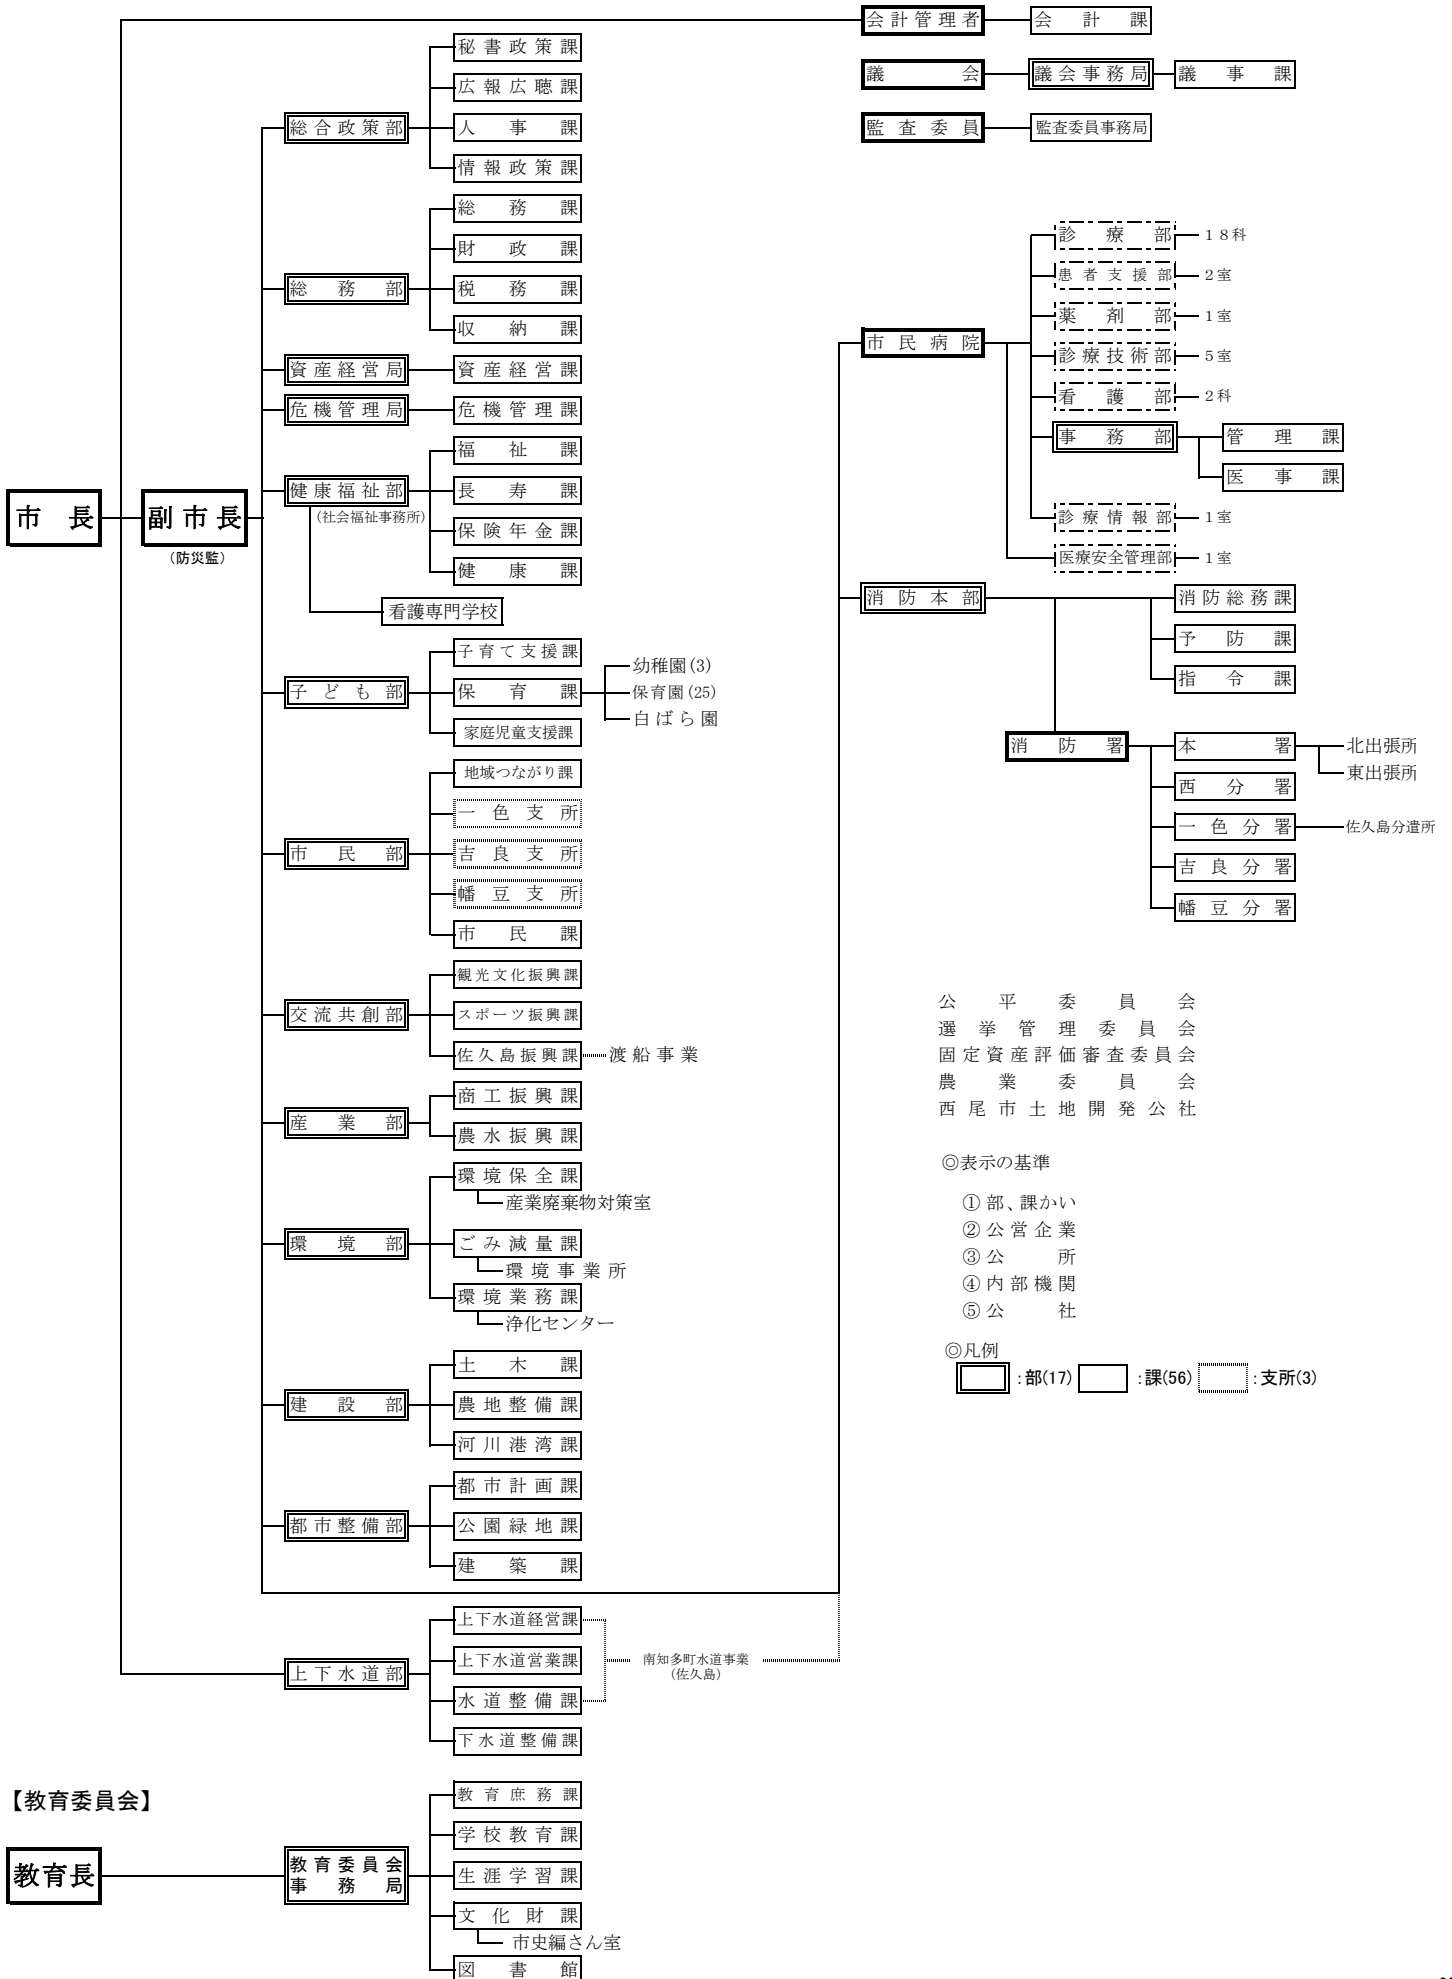 会計管理者 会計課
秘書政策課
議会 議会事務局 議事課
広報広聴課
総合政策部 人事課 監査委員 監査委員事務局
情報政策課
総務課
診療部 18科
財政課
患者支援部 2室
総務部 税務課
薬剤部 1室
収納課
市民病院
診療技術部 5室
資産経営局 資産経営課
看護部 2科
危機管理局 危機管理課
事務部 管理課
福祉課
医事課
健康福祉部 長寿課
(社会福祉事務所)
診療情報部 1室
市長 副市長
(防災監)
保険年金課
医療安全管理部 1室
健康課
消防本部 消防総務課
看護専門学校
予防課
子育て支援課
幼稚園(3)
指令課
子ども部 保育課 保育園(25)
白ばら園
家庭児童支援課
消防署 本署 北出張所
東出張所
地域つながり課
西分署
一色支所
一色分署 佐久島分遣所
市民部 吉良支所
吉良分署
幡豆支所
幡豆分署
市民課
観光文化振興課
交流共創部 スポーツ振興課
佐久島振興課 渡船事業
公平委員会
選挙管理委員会
固定資産評価審査委員会
農業委員会
西尾市土地開発公社
商工振興課
産業部
農水振興課
◎表示の基準
環境保全課
産業廃棄物対策室
① 部、課かい
② 公営企業
③ 公所
④ 内部機関
⑤ 公社
環境部 ごみ減量課
環境事業所
環境業務課
浄化センター
◎凡例
:部(17) :課(56) :支所(3)
土木課
建設部 農地整備課
河川港湾課
都市計画課
都市整備部 公園緑地課
建築課
上下水道経営課
上下水道部 上下水道営業課 南知多町水道事業
(佐久島)
水道整備課
下水道整備課
【教育委員会】
教育庶務課
学校教育課
教育長 教育委員会
事務局
生涯学習課
文化財課
市史編さん室
図書館